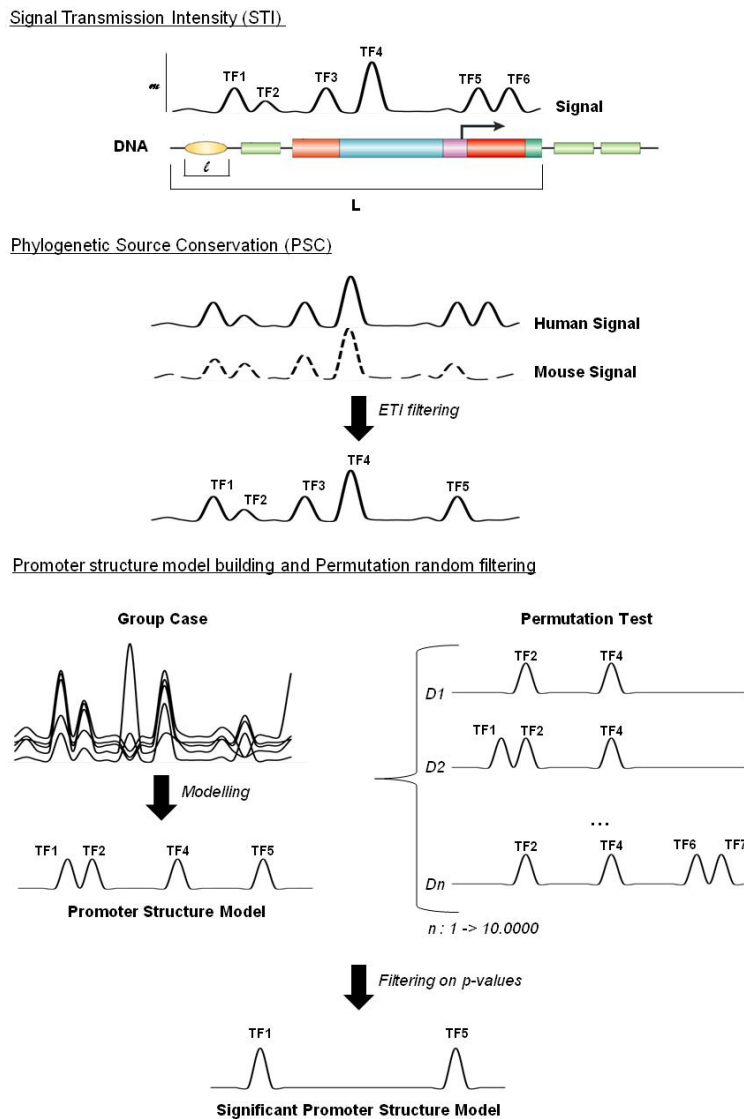 Signal Transmission Intensity (STI)
m
TF1
TF2
TF3
TF4
TF5
TF6
Signal
DNA
ℓ
L
Phylogenetic Source Conservation (PSC)
Human Signal
Mouse Signal
ETI filtering
TF1
TF2
TF3
TF4
TF5
Promoter structure model building and Permutation random filtering
Group Case
Modelling
TF1
TF2
TF4
TF5
Promoter Structure Model
Permutation Test
D1
TF2
TF4
D2
TF1
TF2
TF4
...
Dn
TF2
TF4
TF6
TF7
n : 1 -> 10.0000
Filtering on p-values
TF1
TF5
Significant Promoter Structure Model